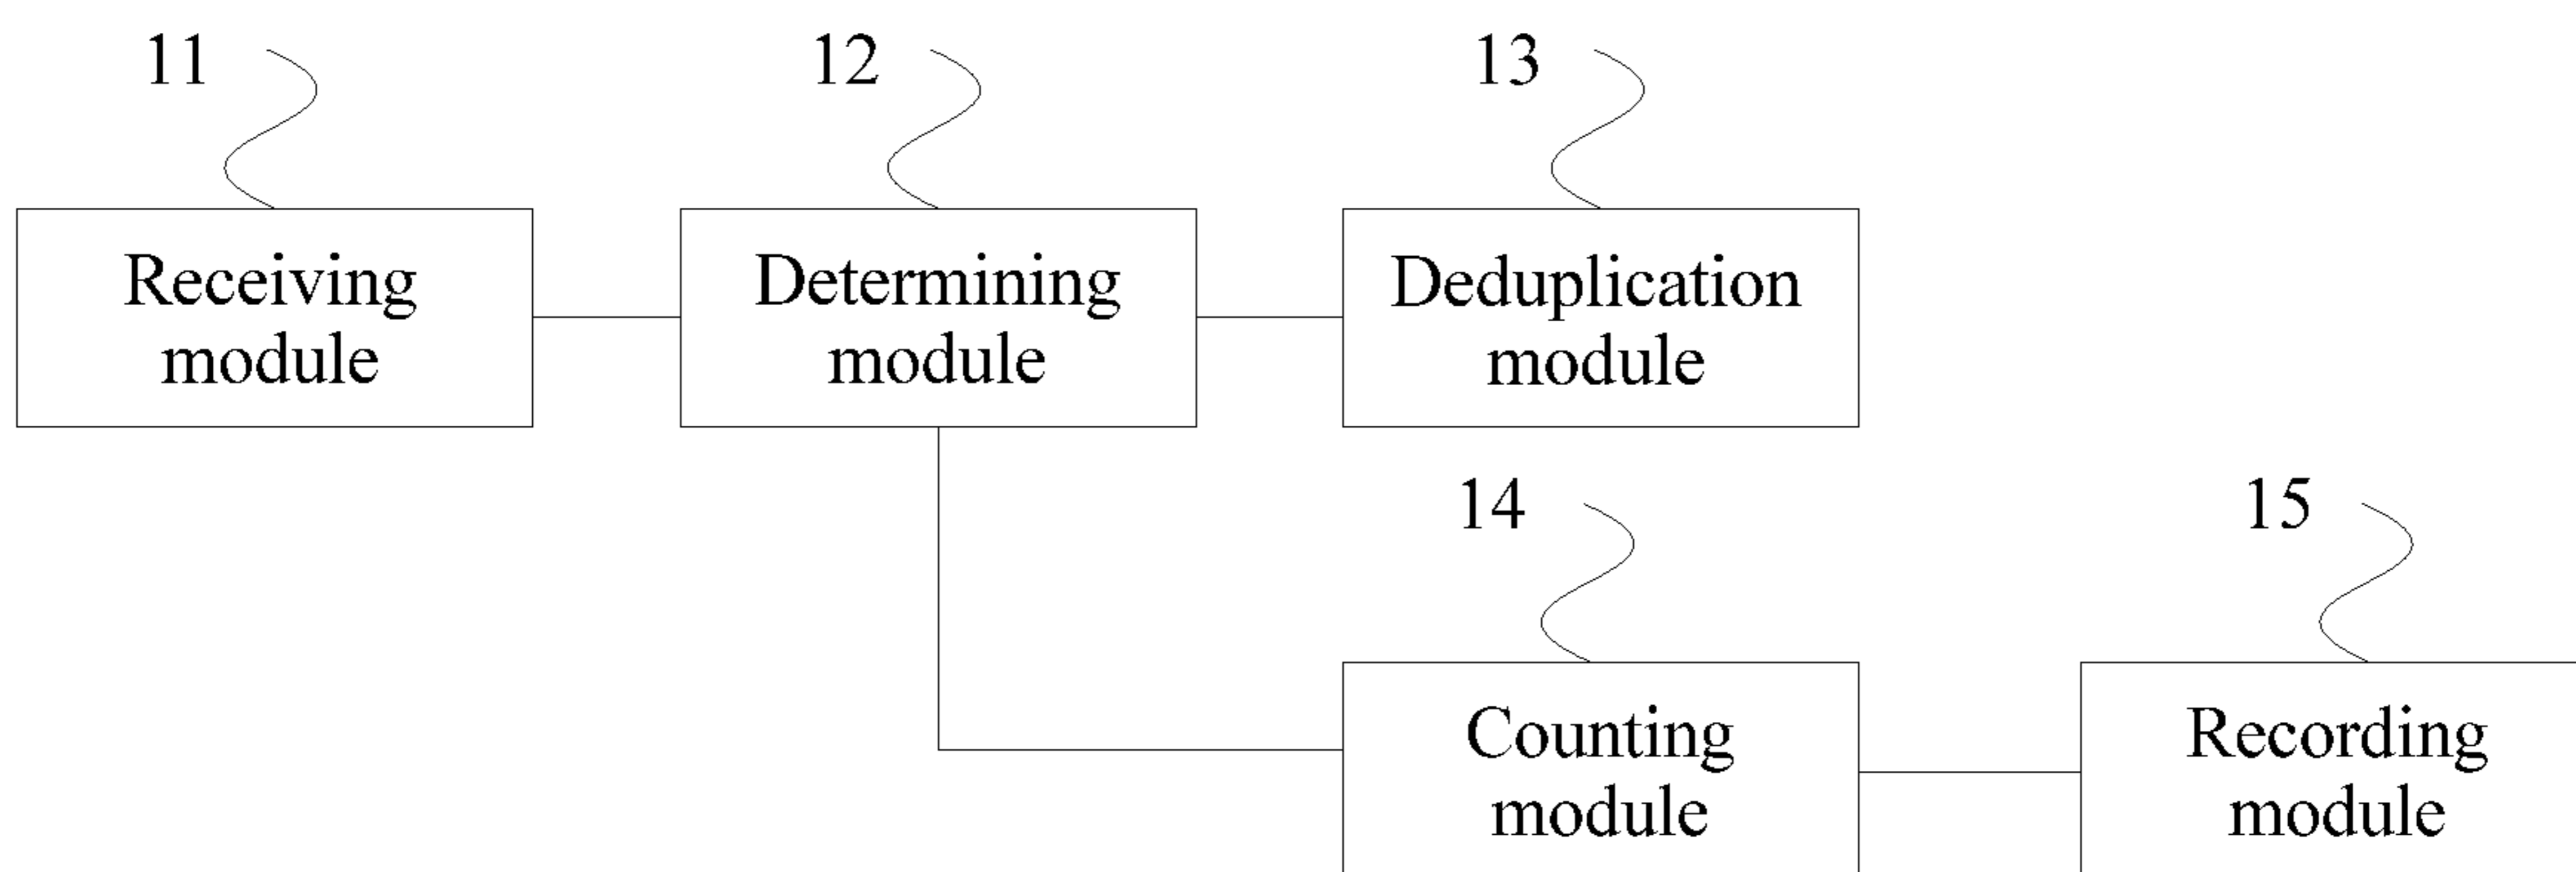 11
12
13
Receiving
module
Determining
module
Deduplication
module
14
15
Counting
module
Recording
module